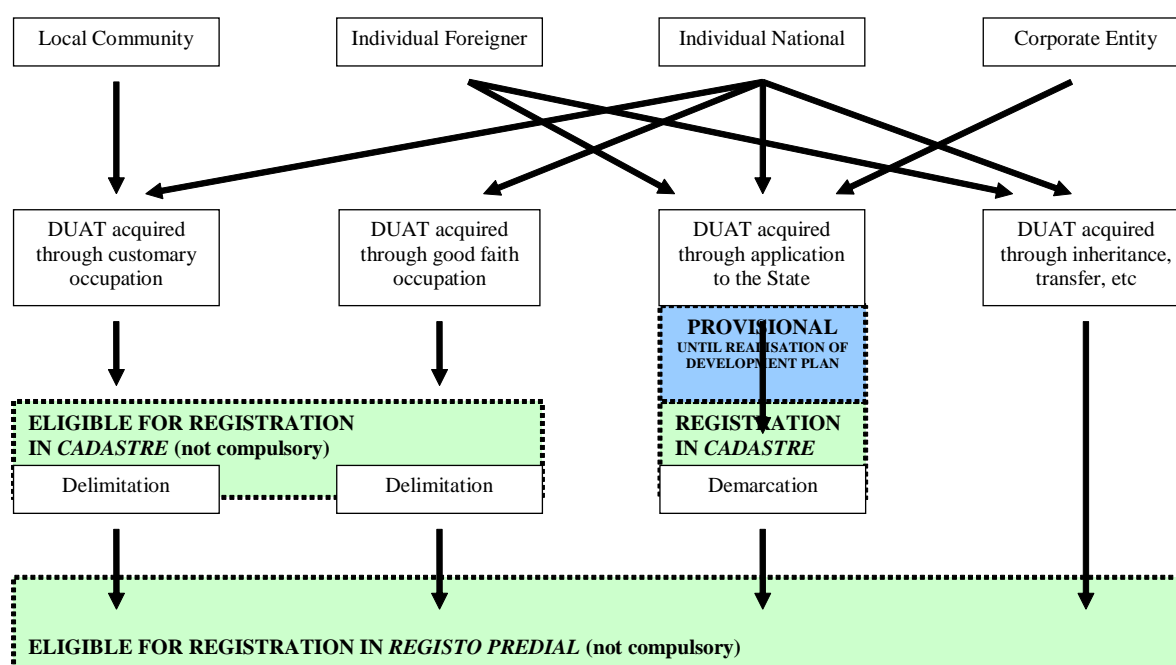 Local Community
Individual Foreigner
Individual National
Corporate Entity
DUAT acquired
through customary
occupation
DUAT acquired
through good faith
occupation
DUAT acquired
through application
to the State
DUAT acquired
through inheritance,
transfer, etc
PROVISIONAL
UNTIL REALISATION OF
DEVELOPMENT PLAN
ELIGIBLE FOR REGISTRATION
IN CADASTRE (not compulsory)
REGISTRATION
IN CADASTRE
Delimitation
Delimitation
Demarcation
ELIGIBLE FOR REGISTRATION IN REGISTO PREDIAL (not compulsory)